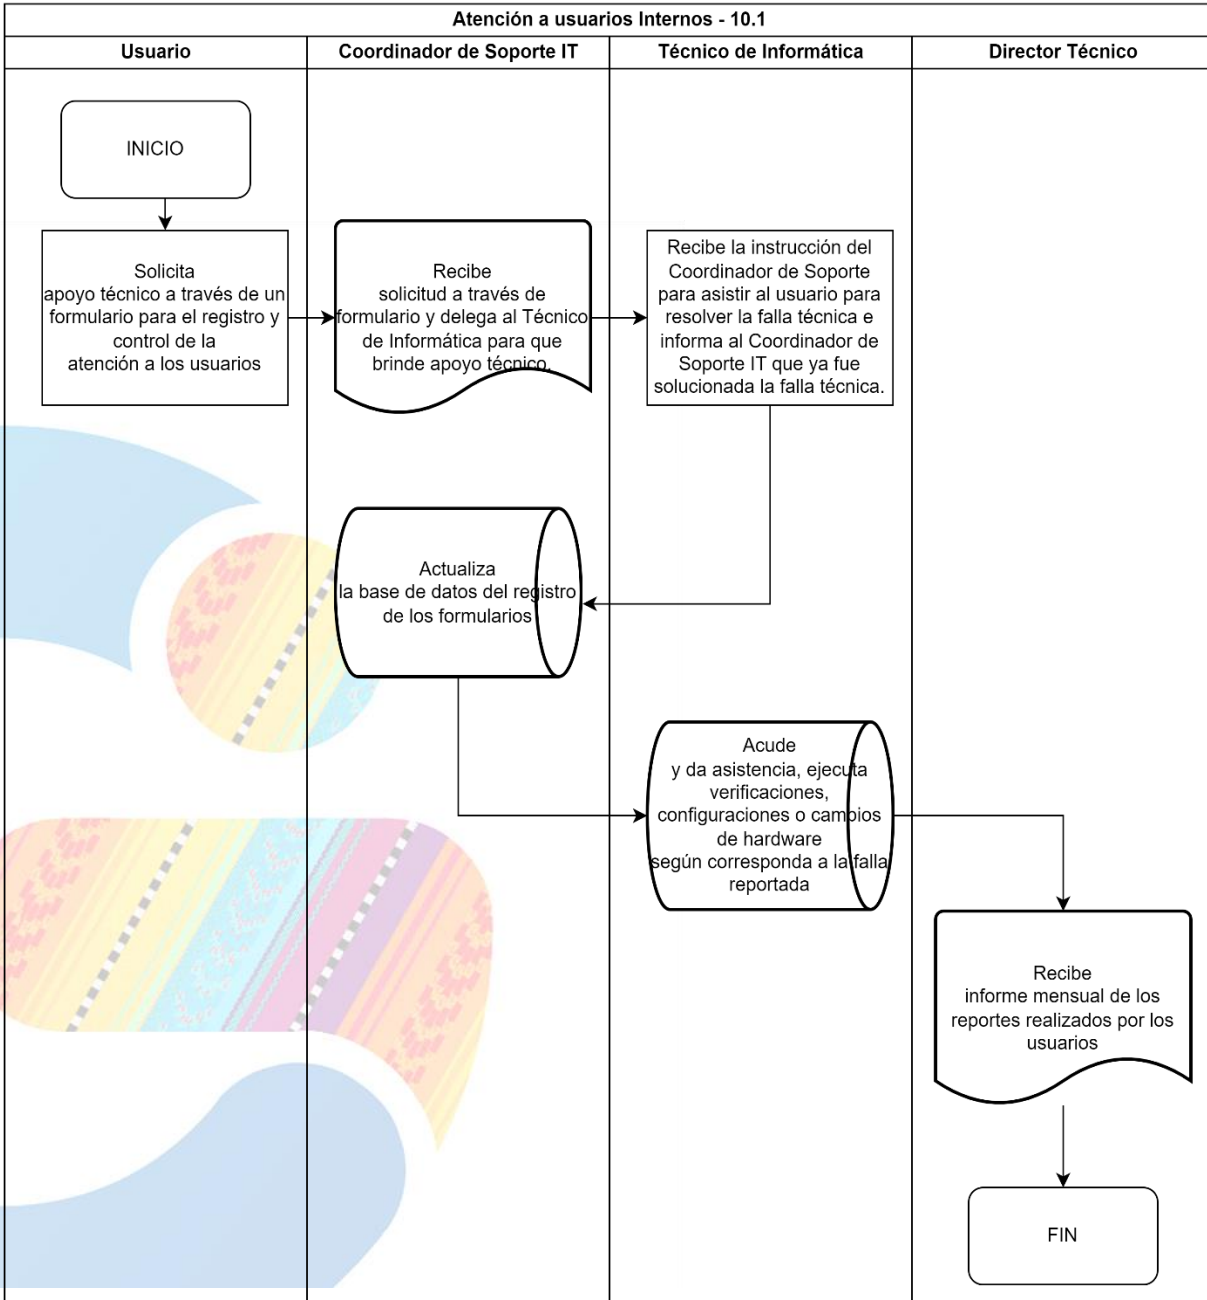 Atención a usuarios Internos - 10.1
Usuario
Coordinador de Soporte IT
Técnico de Informática
Director Técnico
INICIO
Solicita
apoyo técnico a través de un
formulario para el registro y
control de la
atención a los usuarios
Recibe
solicitud a través de
formulario y delega al Técnico
de Informática para que
brinde apoyo técnico.
Recibe la instrucción del
Coordinador de Soporte
para asistir al usuario para
resolver la falla técnica e
informa al Coordinador de
Soporte IT que ya fue
solucionada la falla técnica.
Actualiza
la base de datos del registro
de los formularios
Acude
y da asistencia, ejecuta
verificaciones,
configuraciones o cambios
de hardware
según corresponda a la falla
reportada
Recibe
informe mensual de los
reportes realizados por los
usuarios
FIN